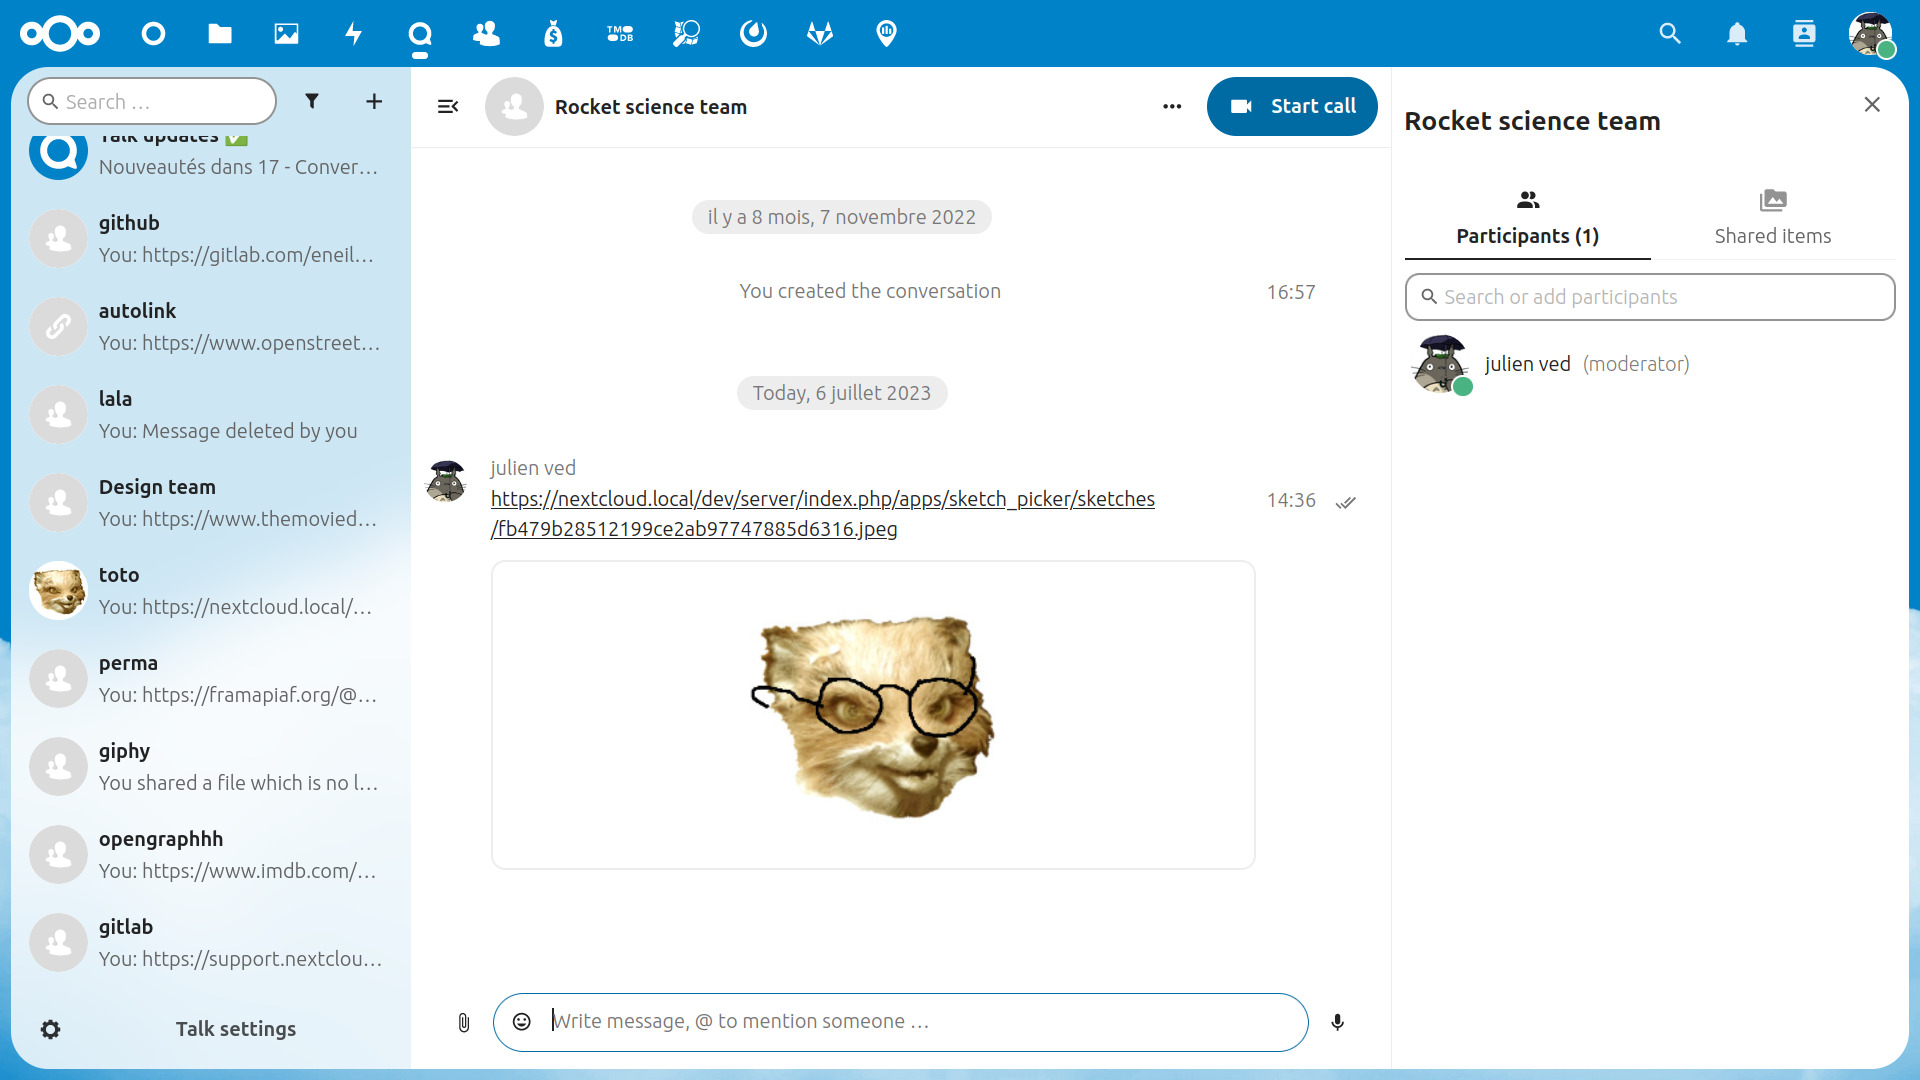 TM
DB
Search …
Talk updates ✅
Nouveautés dans 17 - Conver…
github
You: https://gitlab.com/eneil…
autolink
You: https://www.openstreet…
lala
You: Message deleted by you
Design team
You: https://www.themovied…
toto
You: https://nextcloud.local/…
perma
You: https://framapiaf.org/@…
giphy
You shared a file which is no l…
opengraphhh
You: https://www.imdb.com/…
gitlab
You: https://support.nextclou…
Talk settings
Rocket science team
Start call
il y a 8 mois, 7 novembre 2022
You created the conversation 16:57
Today, 6 juillet 2023
julien ved
https://nextcloud.local/dev/server/index.php/apps/sketch_picker/sketches 14:36
/fb479b28512199ce2ab97747885d6316.jpeg
Write message, @ to mention someone …
Rocket science team
Participants (1) Shared items
Search or add participants
julien ved (moderator)